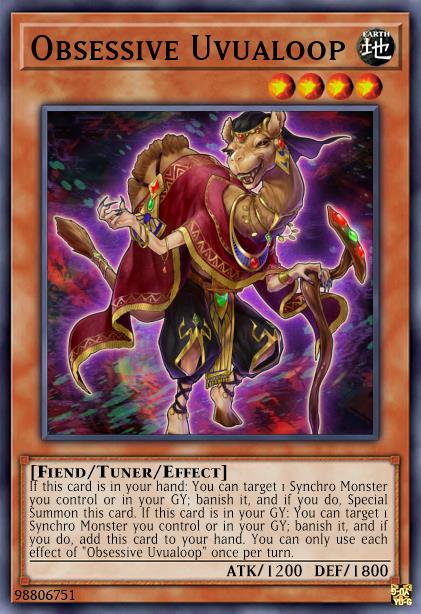 Obsessive Uvualoop
EARTH
地
[Fiend/Tuner/Effect]
If this card is in your hand: You can target 1 Synchro Monster
you control or in your GY; banish it, and if you do, Special
Summon this card. If this card is in your GY: You can target 1
Synchro Monster you control or in your GY; banish it, and if
you do, add this card to your hand. You can only use each
effect of "Obsessive Uvualoop" once per turn.
ATK/1200 DEF/1800
98806751